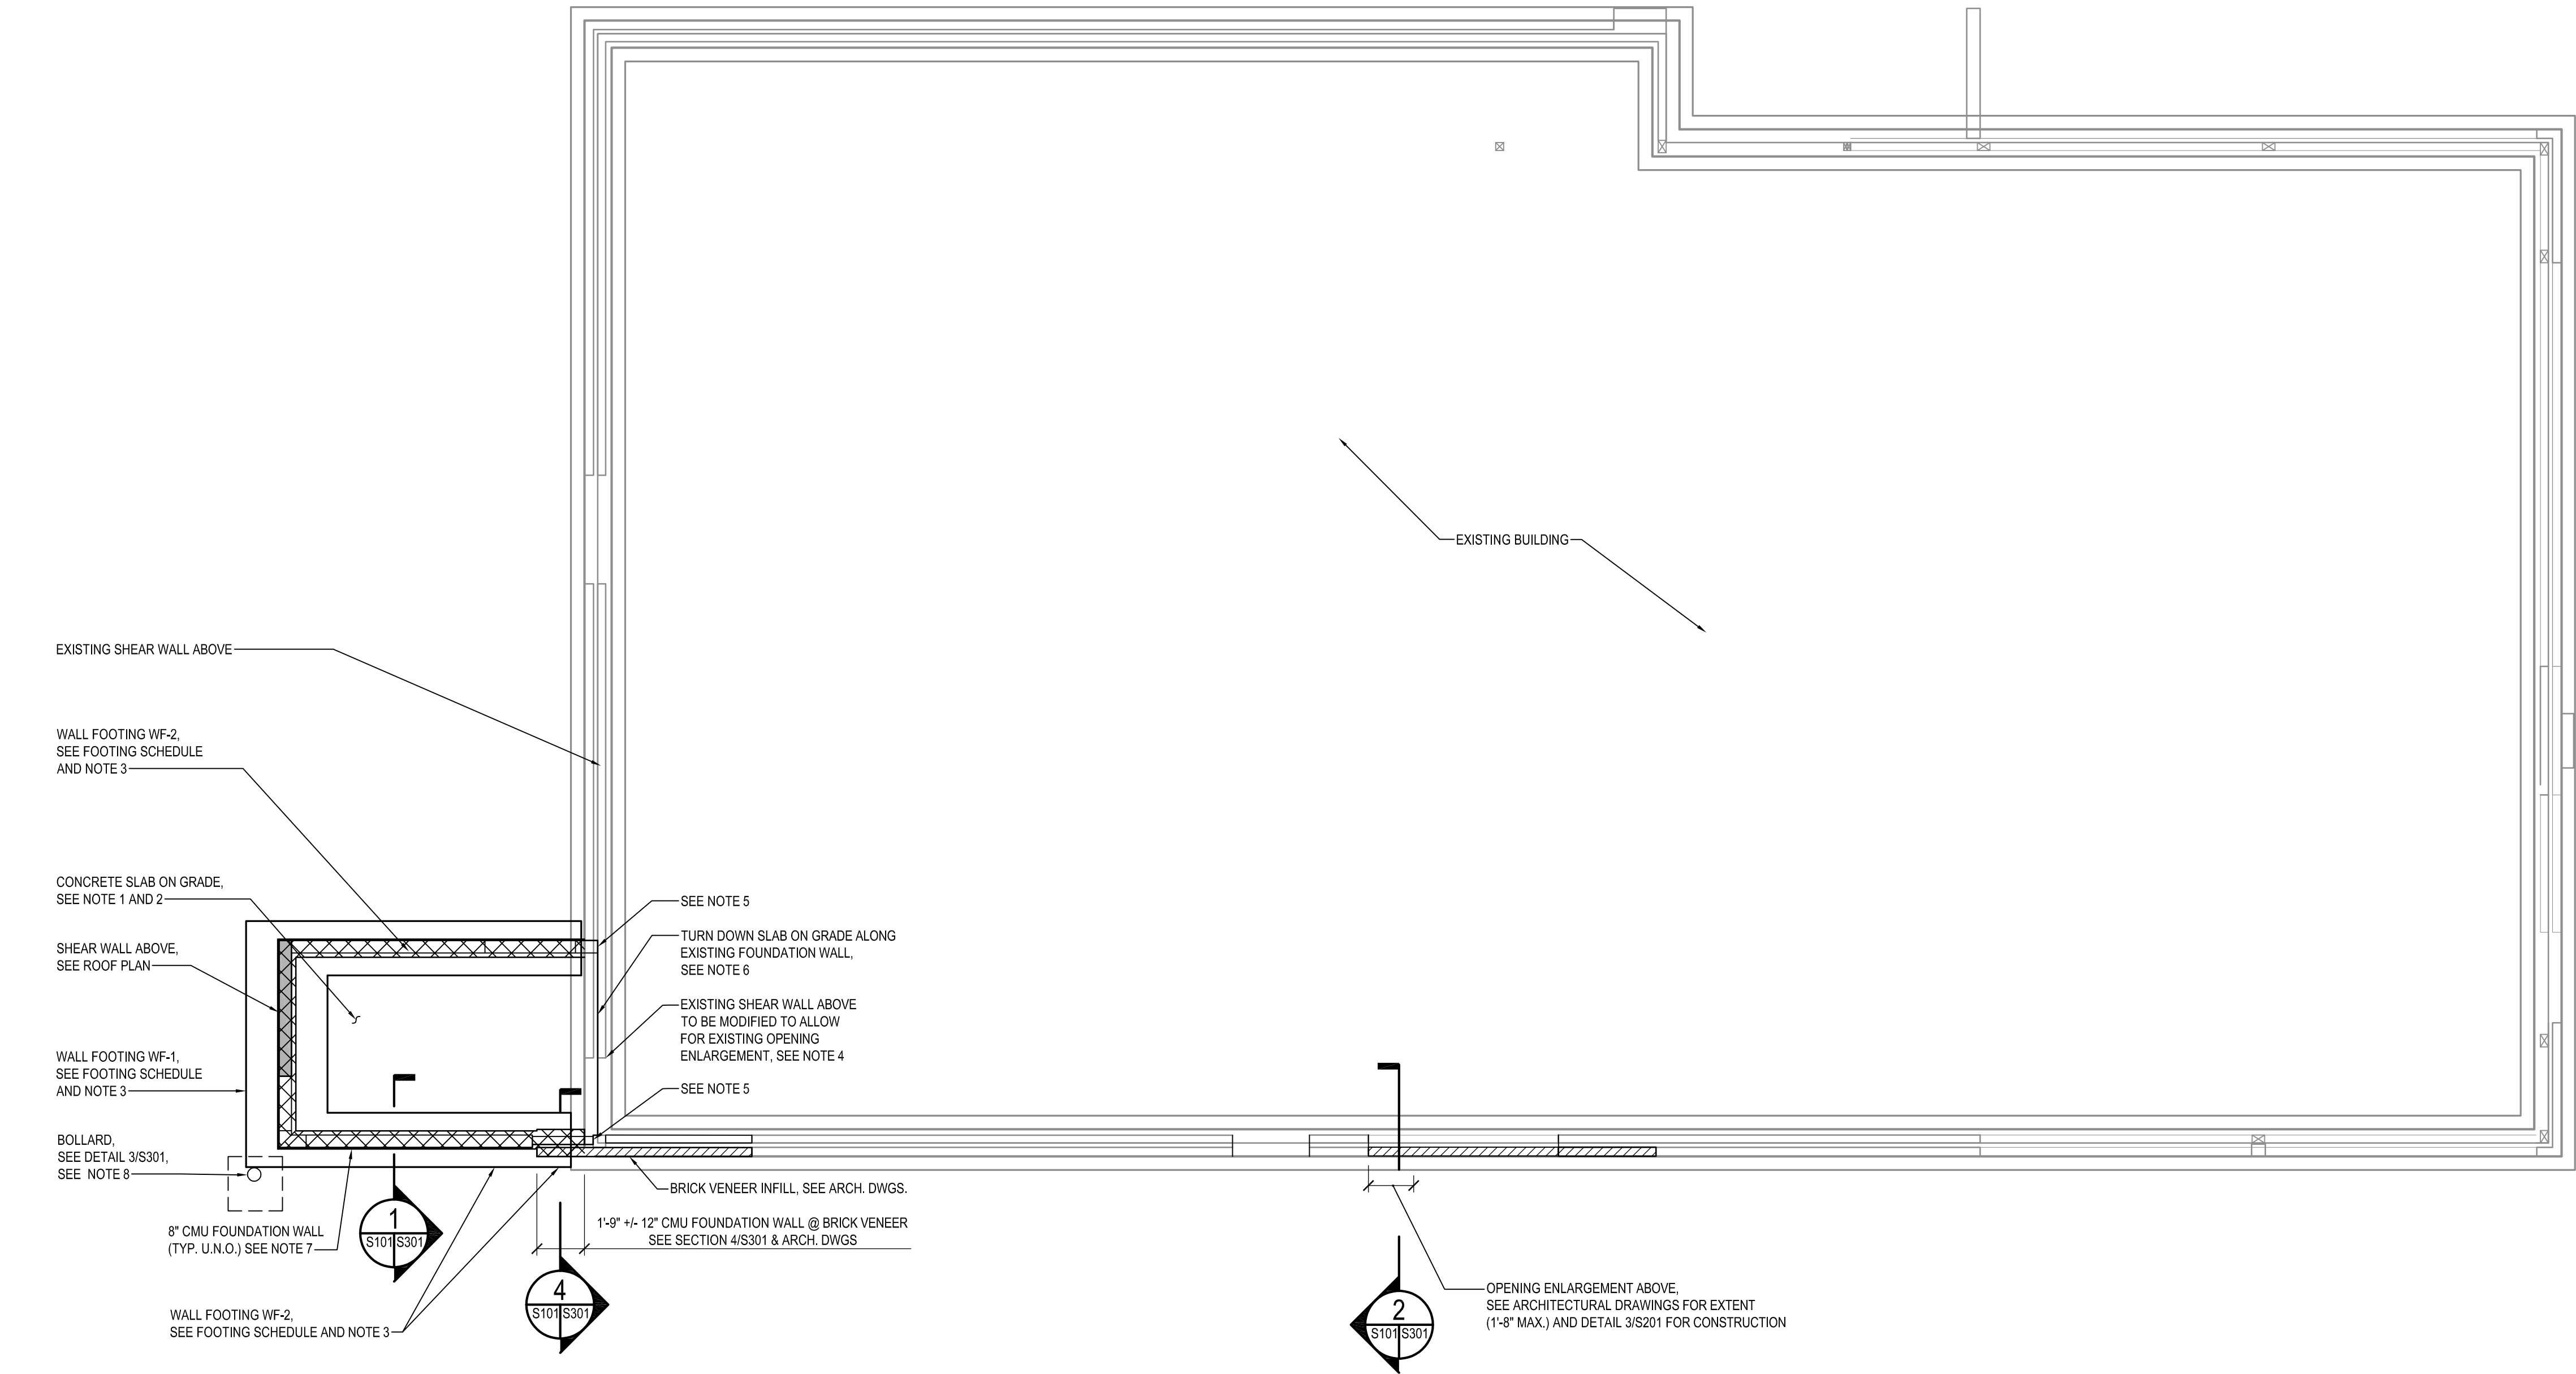 EXISTING BUILDING
EXISTING SHEAR WALL ABOVE
WALL FOOTING WF-2,
SEE FOOTING SCHEDULE
AND NOTE 3
CONCRETE SLAB ON GRADE,
SEE NOTE 1 AND 2
SHEAR WALL ABOVE,
SEE ROOF PLAN
WALL FOOTING WF-1,
SEE FOOTING SCHEDULE
AND NOTE 3
BOLLARD,
SEE DETAIL 3/S301,
SEE NOTE 8
8" CMU FOUNDATION WALL
(TYP. U.N.O.) SEE NOTE 7
WALL FOOTING WF-2,
SEE FOOTING SCHEDULE AND NOTE 3
SEE NOTE 5
TURN DOWN SLAB ON GRADE ALONG
EXISTING FOUNDATION WALL,
SEE NOTE 6
EXISTING SHEAR WALL ABOVE
TO BE MODIFIED TO ALLOW
FOR EXISTING OPENING
ENLARGEMENT, SEE NOTE 4
SEE NOTE 5
BRICK VENEER INFILL, SEE ARCH. DWGS.
1'-9" +/- 12" CMU FOUNDATION WALL @ BRICK VENEER
SEE SECTION 4/S301 & ARCH. DWGS
1
S101 S301
4
S101 S301
2
S101 S301
OPENING ENLARGEMENT ABOVE,
SEE ARCHITECTURAL DRAWINGS FOR EXTENT
(1'-8" MAX.) AND DETAIL 3/S201 FOR CONSTRUCTION